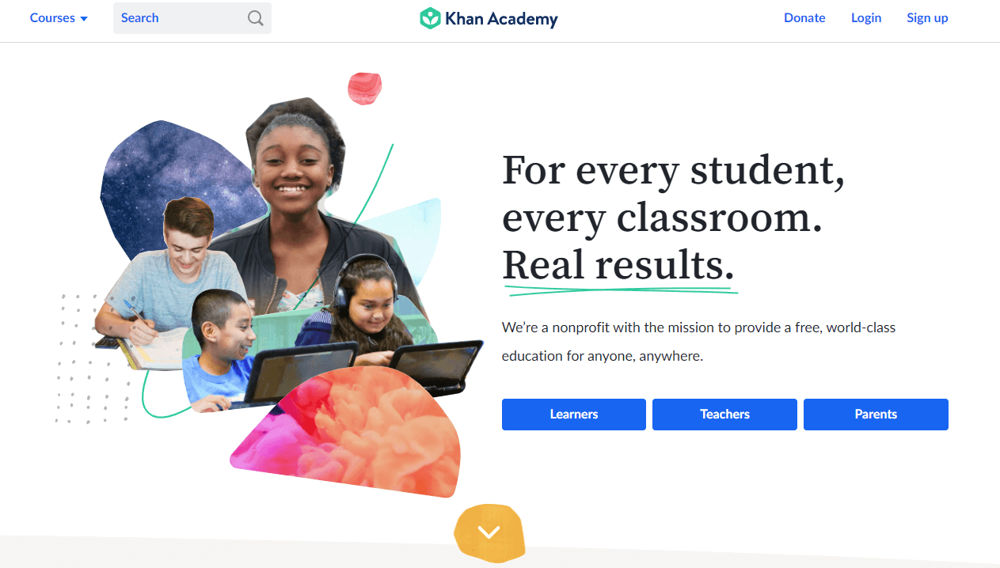 Courses
Search
Khan Academy
Donate
Login
Sign up
For every student,
every classroom.
Real results.
We’re a nonprofit with the mission to provide a free, world-class
education for anyone, anywhere.
Learners
Teachers
Parents